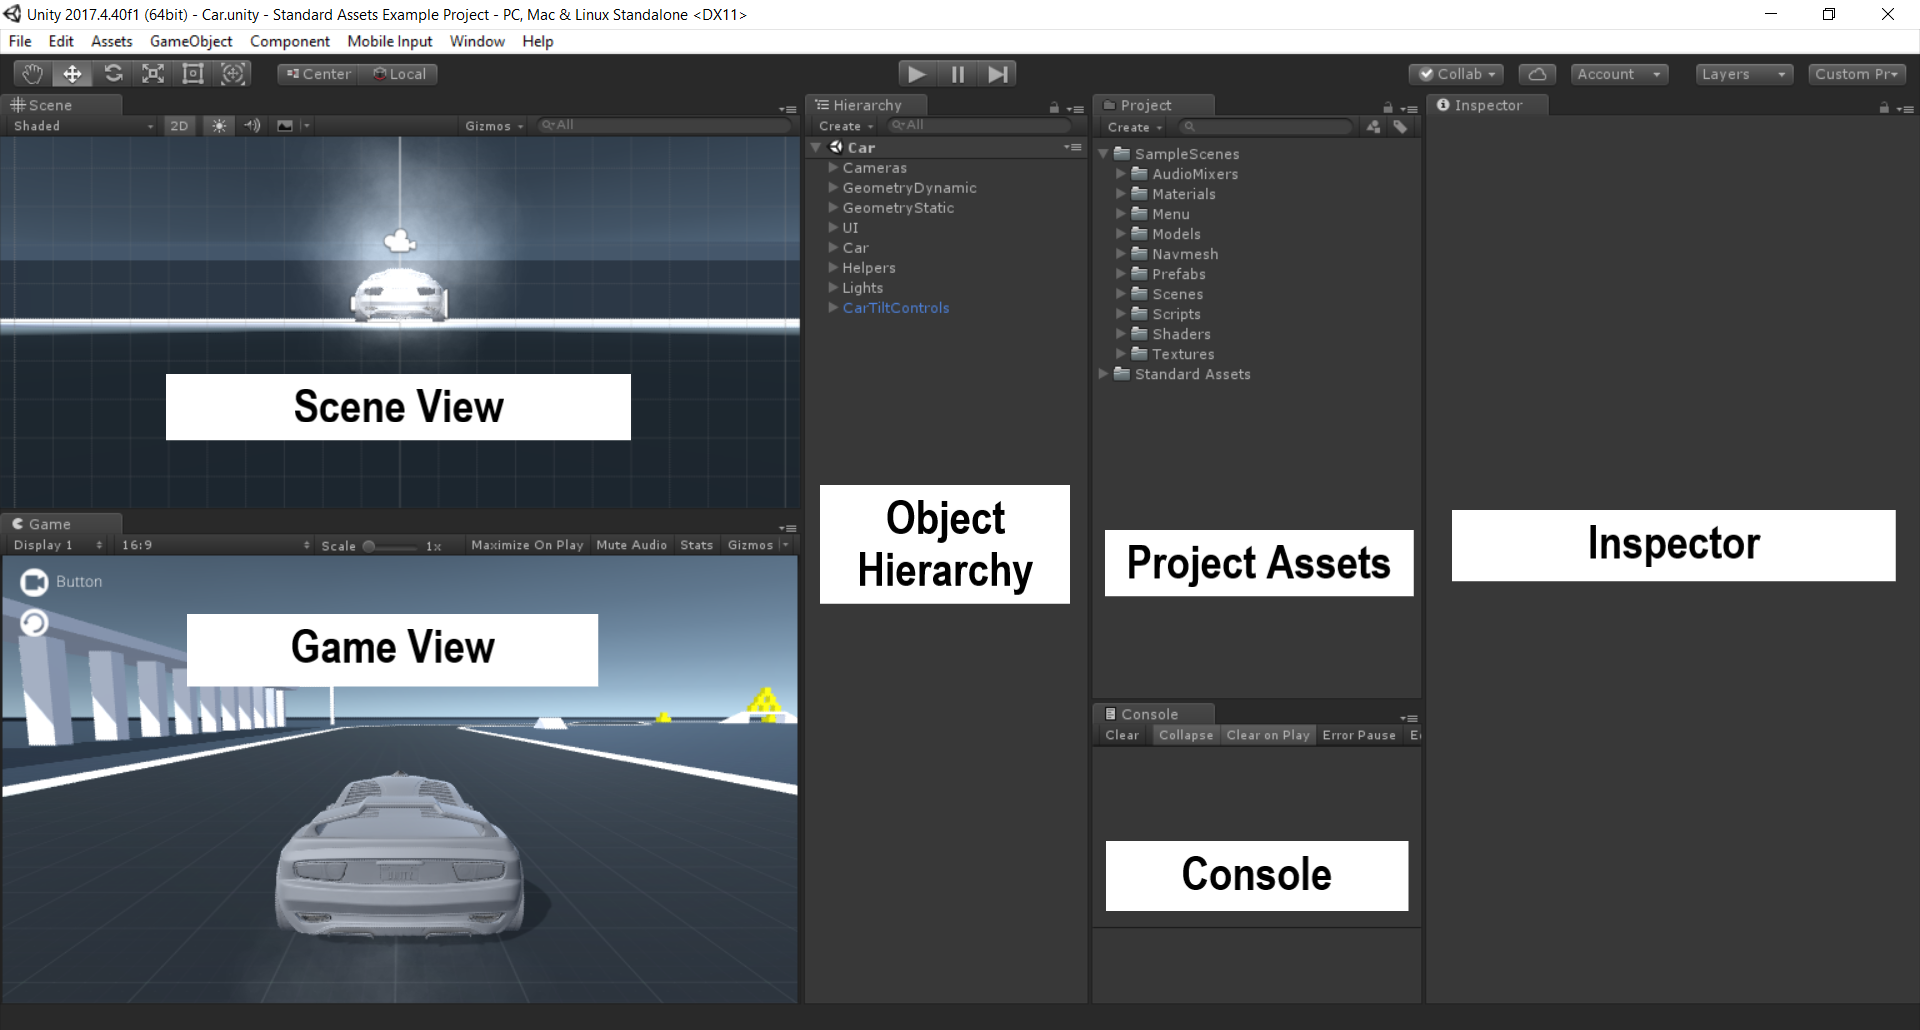 Unity 2017.4.40f1 (64bit) - Car.unity - Standard Assets Example Project - PC, Mac & Linux Standalone <DX11>
File Edit Assets GameObject Component Mobile Input Window Help
Center Local Collab Account Layers Custom Pr
Scene
Shaded 2D Gizmos All
Scene View
Game
Display 1 16:9 Scale 1x Maximize On Play Mute Audio Stats Gizmos
Button
Game View
Hierarchy
Create All
Car
Cameras
GeometryDynamic
GeometryStatic
UI
Car
Helpers
Lights
CarTiltControls
Object
Hierarchy
Project
Create
SampleScenes
AudioMixers
Materials
Menu
Models
Navmesh
Prefabs
Scenes
Scripts
Shaders
Textures
Standard Assets
Project Assets
Console
Clear Collapse Clear on Play Error Pause
Console
Inspector
Inspector